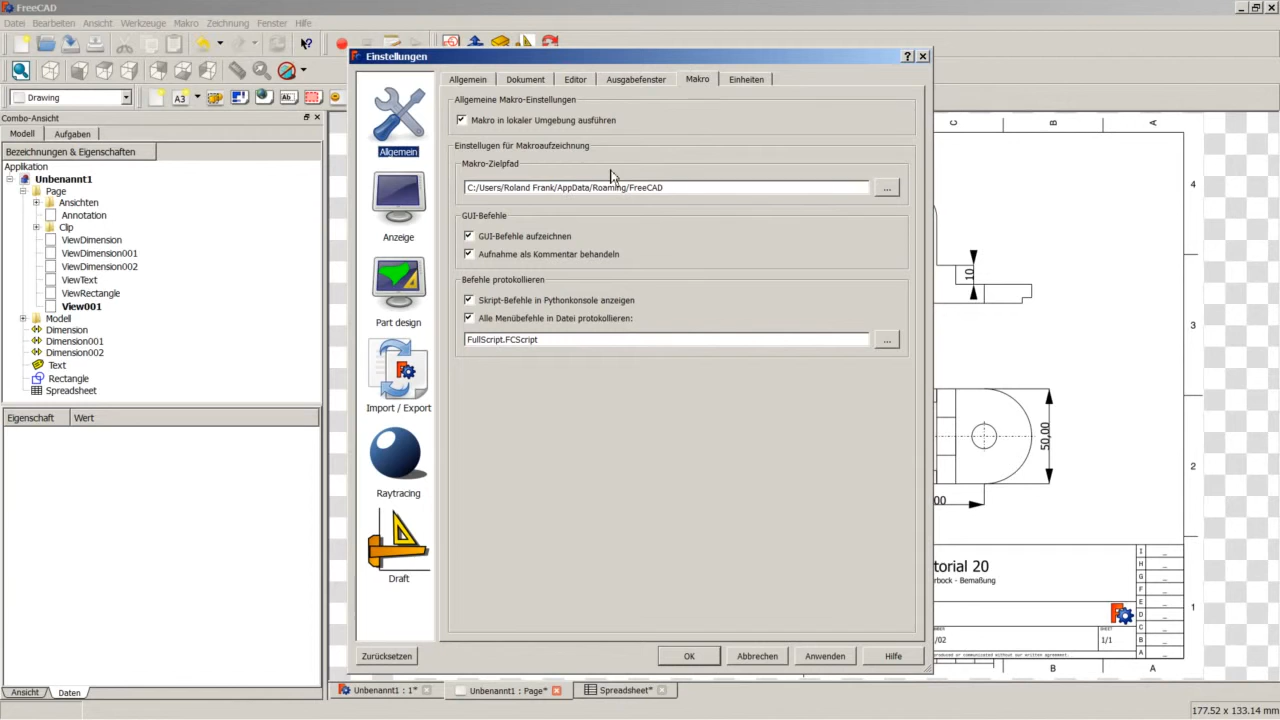 FreeCAD
Datei Bearbeiten Ansicht Werkzeuge Makro Zeichnung Fenster Hilfe
Drawing
A3
Ab
Combo-Ansicht
Modell Aufgaben
Bezeichnungen & Eigenschaften
Applikation
Unbenannt1
Page
Ansichten
Annotation
Clip
ViewDimension
ViewDimension001
ViewDimension002
ViewText
ViewRectangle
View001
Modell
Dimension
Dimension001
Dimension002
Text
Rectangle
Spreadsheet
Eigenschaft Wert
Ansicht Daten
Einstellungen
Allgemein
Anzeige
Part design
Import / Export
Raytracing
Draft
Allgemein Dokument Editor Ausgabefenster Makro Einheiten
Allgemeine Makro-Einstellungen
Makro in lokaler Umgebung ausführen
Einstellugen für Makroaufzeichnung
Makro-Zielpfad
C:/Users/Roland Frank/AppData/Roaming/FreeCAD
...
GUI-Befehle
GUI-Befehle aufzeichnen
Aufnahme als Kommentar behandeln
Befehle protokollieren
Skript-Befehle in Pythonkonsole anzeigen
Alle Menübefehle in Datei protokollieren:
FullScript.FCScript
...
Zurücksetzen OK Abbrechen Anwenden Hilfe
C B A
4
10
3
50,00
2
00
torial 20
rbock - Bemaßung
I
H
G
F
E
D
C
B
A
1
/02
1/1
B A
Unbenannt1 : 1* Unbenannt1 : Page* Spreadsheet*
177.52 x 133.14 mm